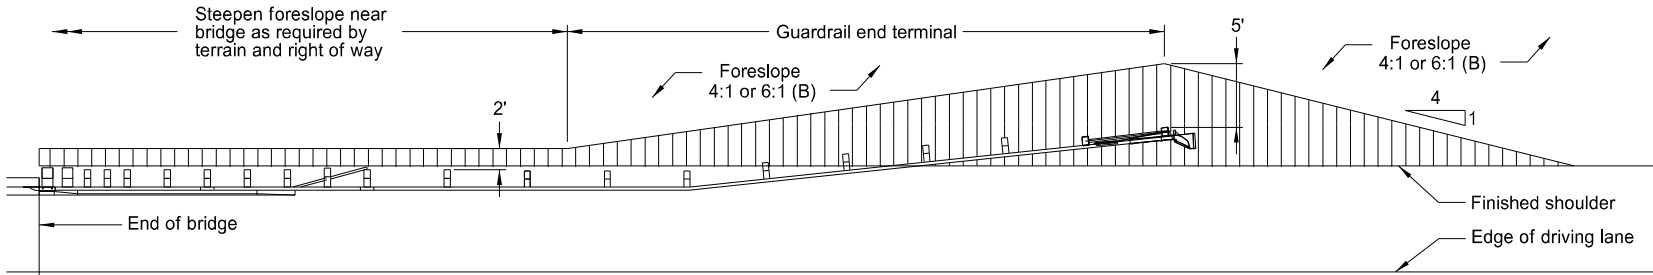 Steepen foreslope near
bridge as required by
terrain and right of way
Guardrail end terminal
5'
Foreslope
4:1 or 6:1 (B)
Foreslope
4:1 or 6:1 (B)
2'
4
1
End of bridge
Finished shoulder
Edge of driving lane